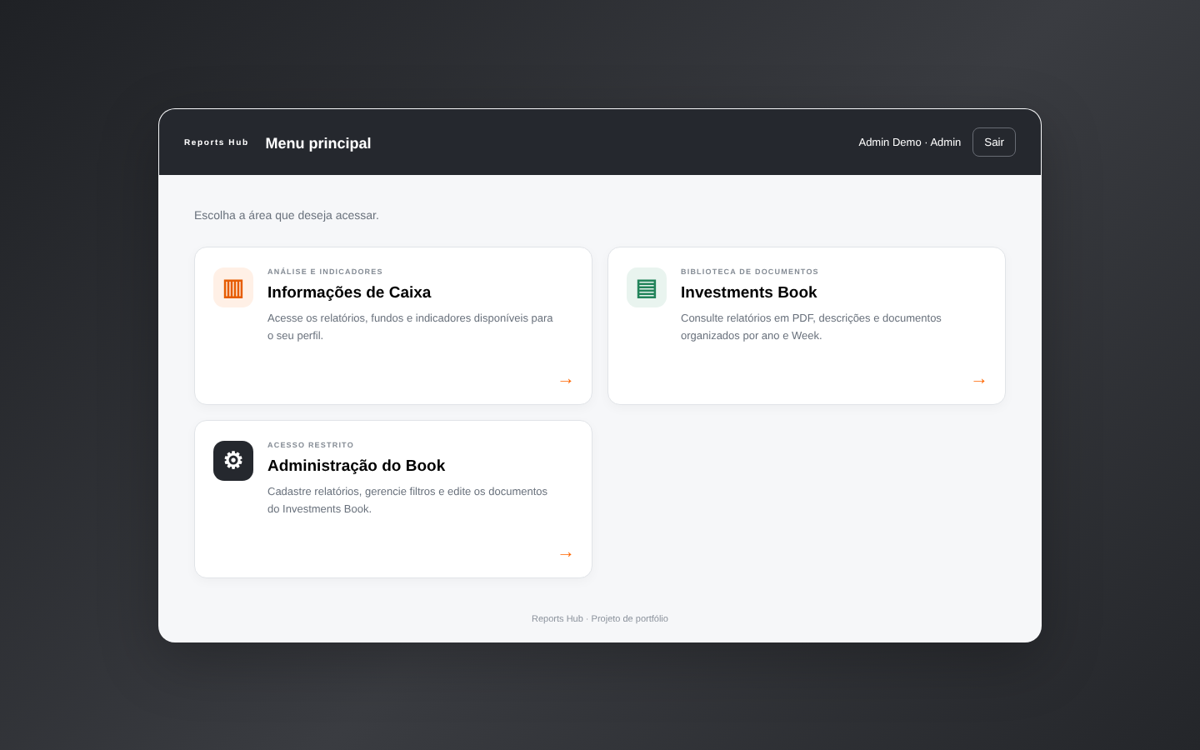 Reports Hub
Menu principal
Admin Demo · Admin
Sair
Escolha a área que deseja acessar.
ANÁLISE E INDICADORES
Informações de Caixa
Acesse os relatórios, fundos e indicadores disponíveis para
o seu perfil.
→
BIBLIOTECA DE DOCUMENTOS
Investments Book
Consulte relatórios em PDF, descrições e documentos
organizados por ano e Week.
→
ACESSO RESTRITO
Administração do Book
Cadastre relatórios, gerencie filtros e edite os documentos
do Investments Book.
→
Reports Hub · Projeto de portfólio